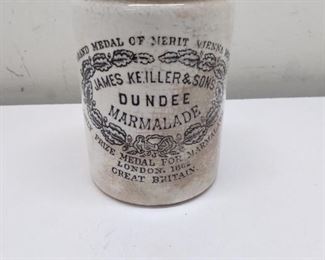 GRAND MEDAL OF MERIT VIENNA
JAMES KEILLER & SONS
DUNDEE
MARMALADE
PRIZE MEDAL FOR MARMALADE
LONDON. 1862
GREAT BRITAIN.